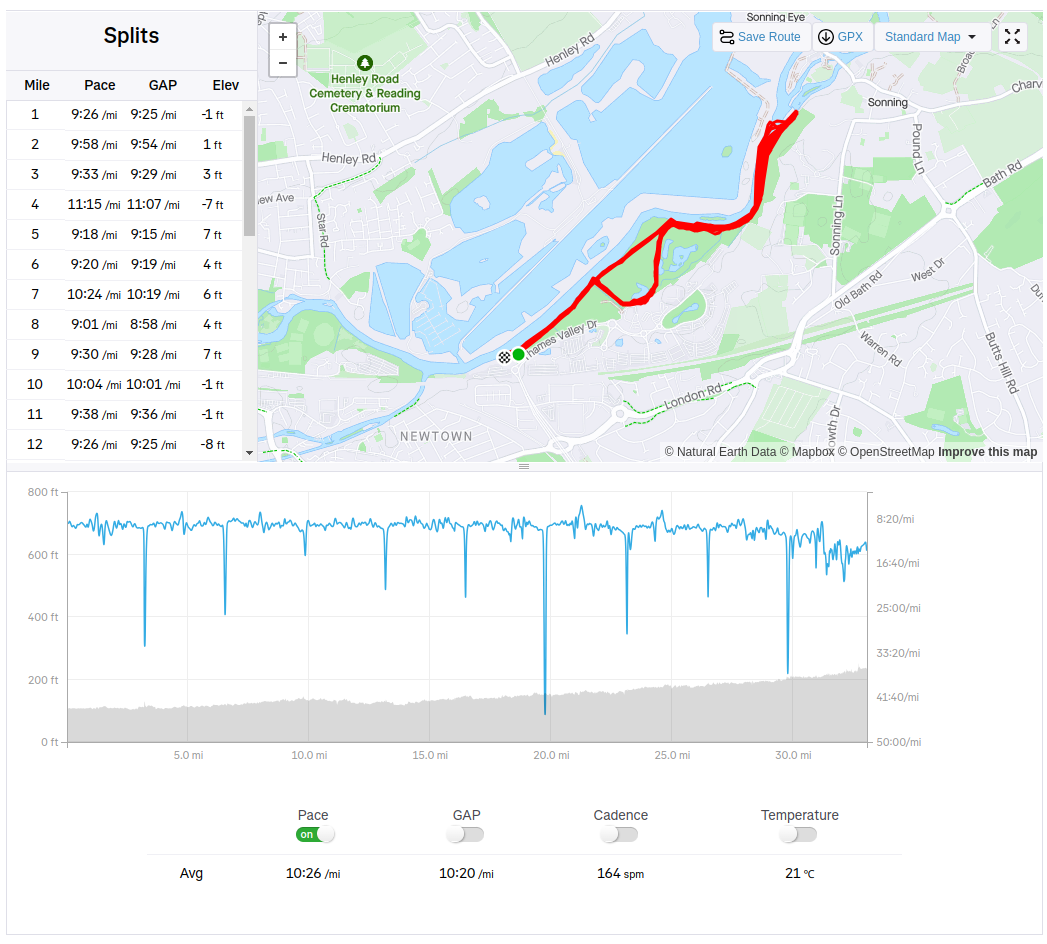 Splits
Mile Pace GAP Elev
1 9:26 /mi 9:25 /mi -1 ft
2 9:58 /mi 9:54 /mi 1 ft
3 9:33 /mi 9:29 /mi 3 ft
4 11:15 /mi 11:07 /mi -7 ft
5 9:18 /mi 9:15 /mi 7 ft
6 9:20 /mi 9:19 /mi 4 ft
7 10:24 /mi 10:19 /mi 6 ft
8 9:01 /mi 8:58 /mi 4 ft
9 9:30 /mi 9:28 /mi 7 ft
10 10:04 /mi 10:01 /mi -1 ft
11 9:38 /mi 9:36 /mi -1 ft
12 9:26 /mi 9:25 /mi -8 ft
+
−
Sonning Eye
Save Route
GPX
Standard Map
Henley Rd
Henley Road
Cemetery & Reading
Crematorium
Sonning
Henley Rd
Pound Ln
Bath Rd
Star Rd
Sonning Ln
West Dr
Old Bath Rd
Thames Valley Dr
Warren Rd
Butts Hill Rd
London Rd
NEWTOWN
© Natural Earth Data © Mapbox © OpenStreetMap Improve this map
800 ft
600 ft
400 ft
200 ft
0 ft
8:20/mi
16:40/mi
25:00/mi
33:20/mi
41:40/mi
50:00/mi
5.0 mi 10.0 mi 15.0 mi 20.0 mi 25.0 mi 30.0 mi
Pace GAP Cadence Temperature
on
Avg 10:26 /mi 10:20 /mi 164 spm 21 °C